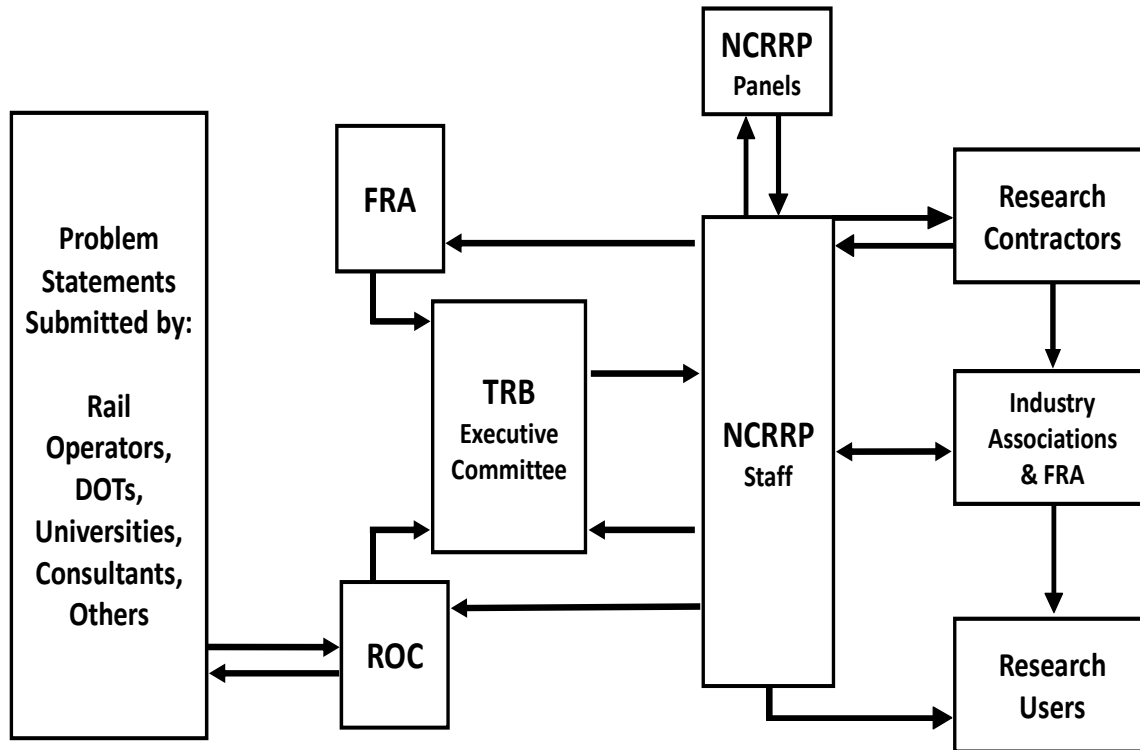 Problem
Statements
Submitted by:
Rail
Operators,
DOTs,
Universities,
Consultants,
Others
FRA
TRB
Executive
Committee
ROC
NCRRP
Panels
NCRRP
Staff
Research
Contractors
Industry
Associations
& FRA
Research
Users